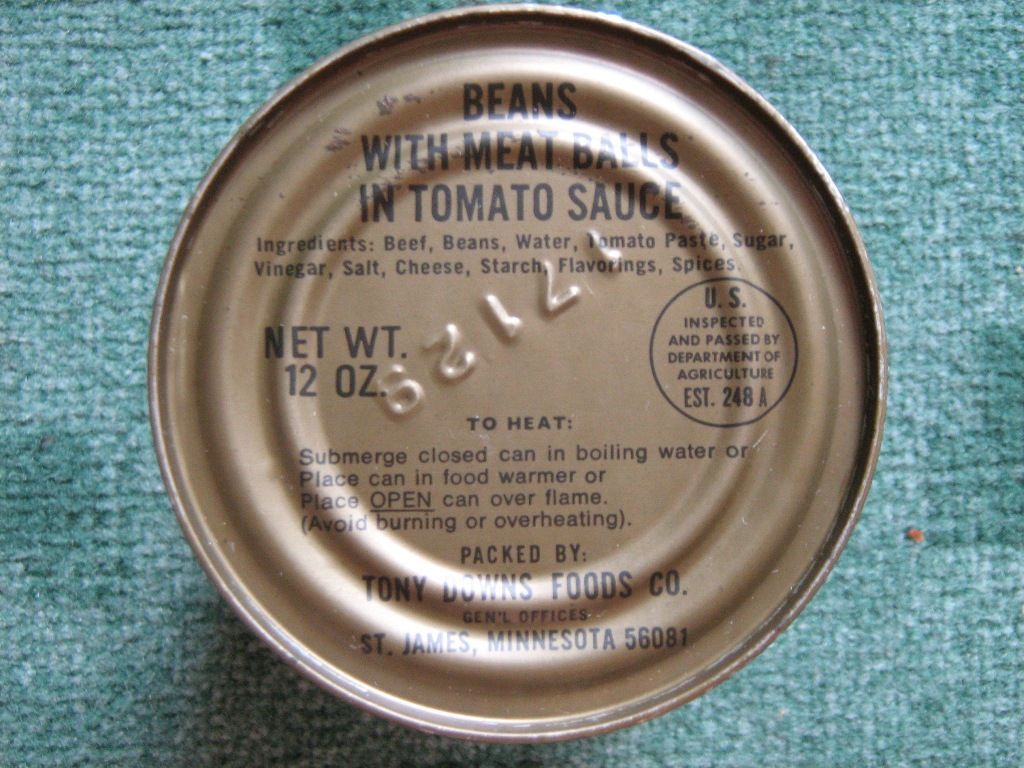 BEANS
WITH MEAT BALLS
IN TOMATO SAUCE
Ingredients: Beef, Beans, Water, Tomato Paste, Sugar,
Vinegar, Salt, Cheese, Starch, Flavorings, Spices.
NET WT.
12 OZ.
U. S.
INSPECTED
AND PASSED BY
DEPARTMENT OF
AGRICULTURE
EST. 248 A
TO HEAT:
Submerge closed can in boiling water or
Place can in food warmer or
Place OPEN can over flame.
(Avoid burning or overheating).
PACKED BY:
TONY DOWNS FOODS CO.
GEN'L OFFICES
ST. JAMES, MINNESOTA 56081